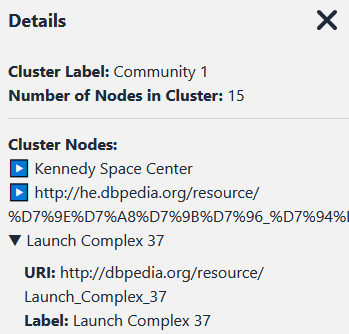 Details
Cluster Label: Community 1
Number of Nodes in Cluster: 15
Cluster Nodes:
Kennedy Space Center
http://he.dbpedia.org/resource/
%D7%9E%D7%A8%D7%9B%D7%96_%D7%94%
Launch Complex 37
URI: http://dbpedia.org/resource/
Launch_Complex_37
Label: Launch Complex 37